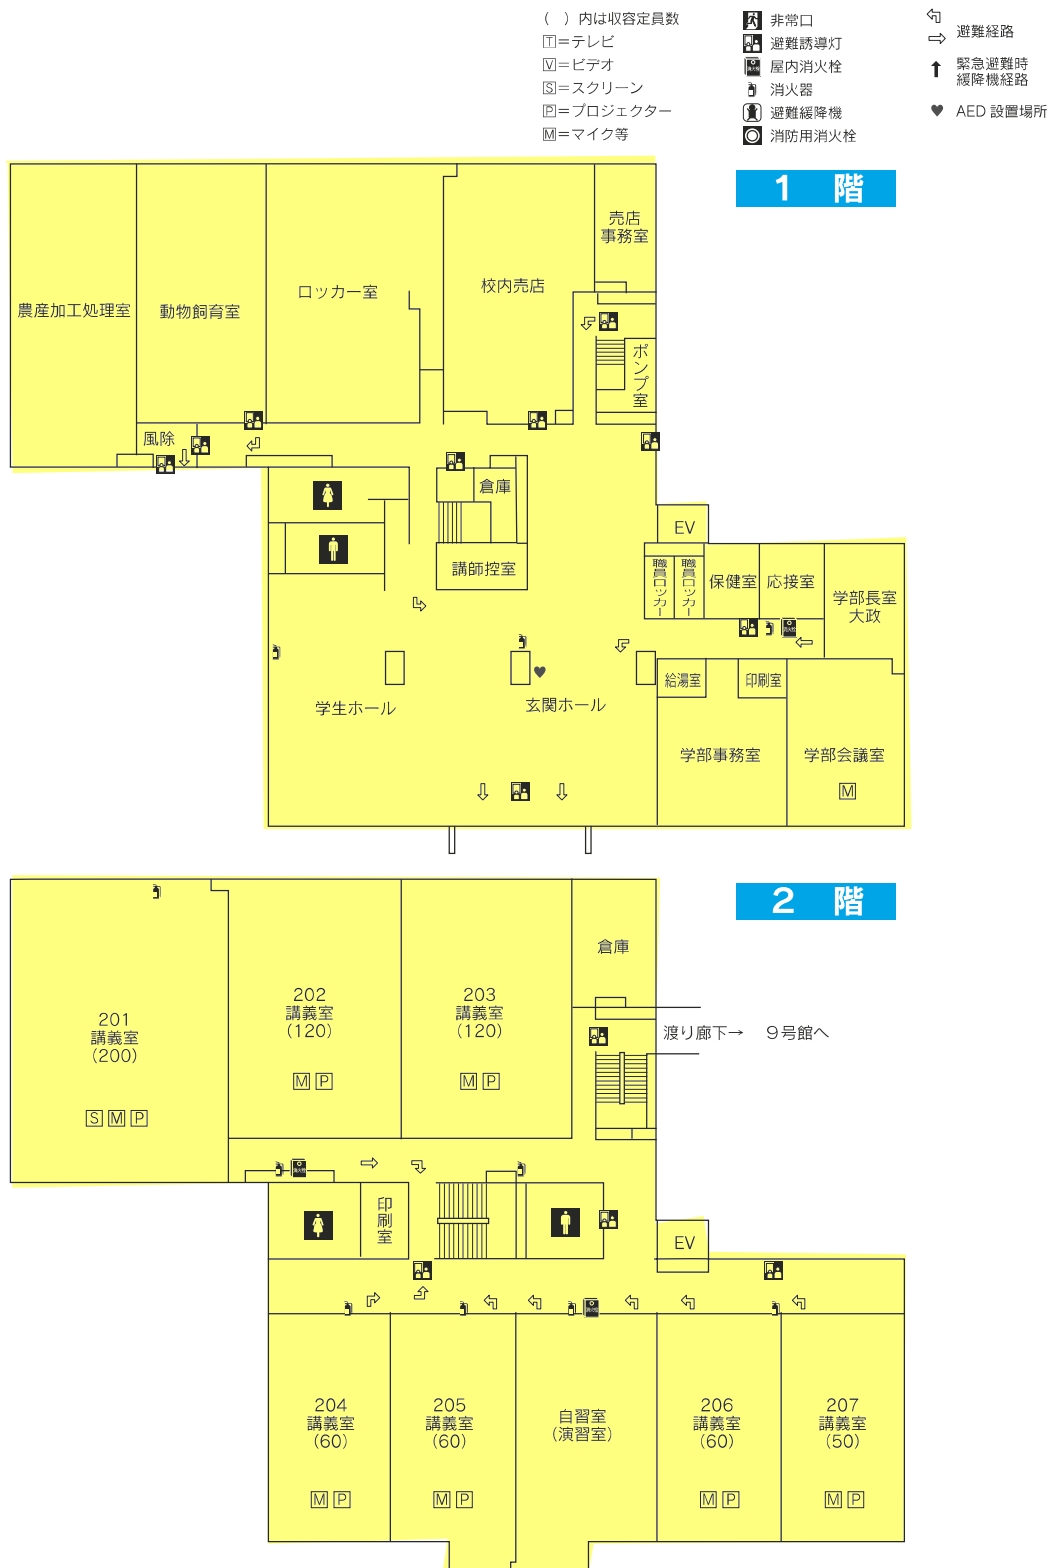 (　)内は収容定員数
T＝テレビ
V＝ビデオ
S＝スクリーン
P＝プロジェクター
M＝マイク等
非常口
避難誘導灯
屋内消火栓
消火器
避難緩降機
消防用消火栓
避難経路
緊急避難時
緩降機経路
AED 設置場所
1　階
農産加工処理室
動物飼育室
ロッカー室
校内売店
売店
事務室
ポンプ室
風除
倉庫
講師控室
EV
職員ロッカー
職員ロッカー
保健室
応接室
学部長室
大政
消火栓
給湯室
印刷室
学生ホール
玄関ホール
学部事務室
学部会議室
M
2　階
倉庫
201
講義室
(200)
S M P
202
講義室
(120)
M P
203
講義室
(120)
M P
渡り廊下→　9号館へ
消火栓
印刷室
EV
消火栓
204
講義室
(60)
M P
205
講義室
(60)
M P
自習室
(演習室)
206
講義室
(60)
M P
207
講義室
(50)
M P